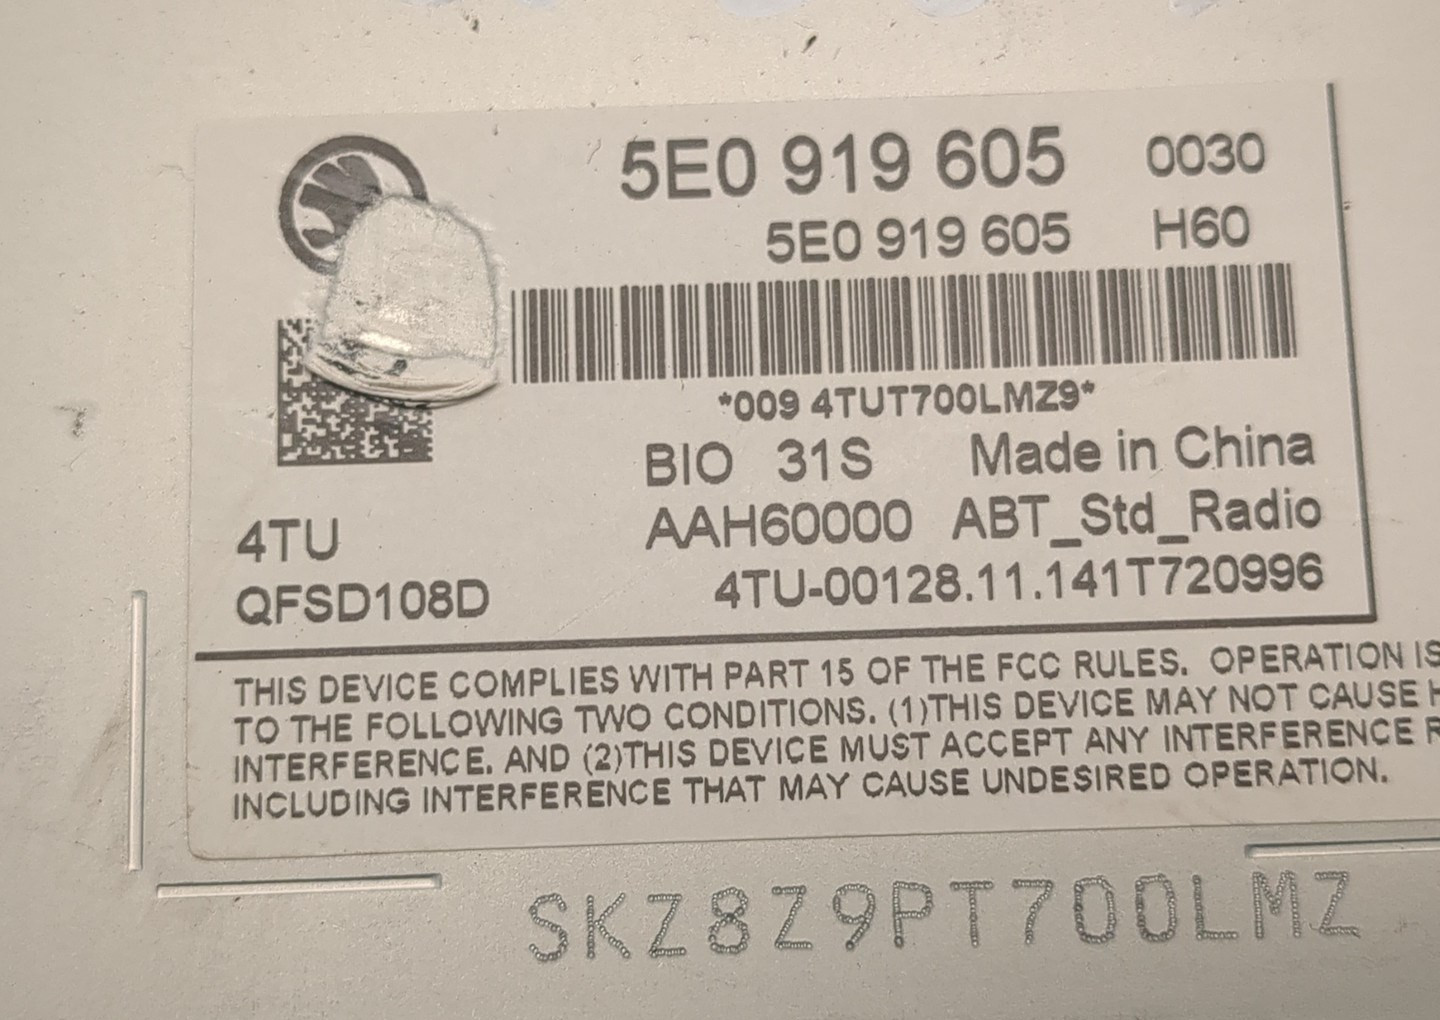 5E0 919 605 0030
5E0 919 605 H60
*009 4TUT700LMZ9*
BIO 31S Made in China
4TU AAH60000 ABT_Std_Radio
QFSD108D 4TU-00128.11.141T720996
THIS DEVICE COMPLIES WITH PART 15 OF THE FCC RULES. OPERATION IS
TO THE FOLLOWING TWO CONDITIONS. (1)THIS DEVICE MAY NOT CAUSE
INTERFERENCE. AND (2)THIS DEVICE MUST ACCEPT ANY INTERFERENCE
INCLUDING INTERFERENCE THAT MAY CAUSE UNDESIRED OPERATION.
SKZ8Z9PT700LMZ